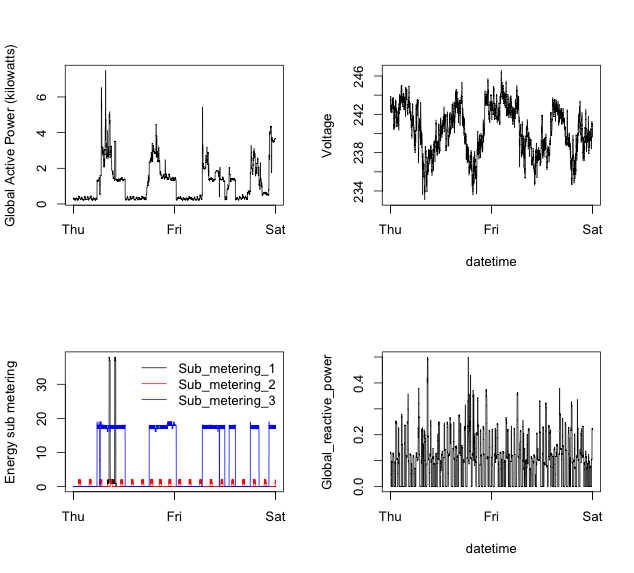 Global Active Power (kilowatts)
0 2 4 6
Thu Fri Sat
Voltage
234 238 242 246
Thu Fri Sat
datetime
Energy sub metering
0 10 20 30
Sub_metering_1
Sub_metering_2
Sub_metering_3
Thu Fri Sat
Global_reactive_power
0.0 0.2 0.4
Thu Fri Sat
datetime